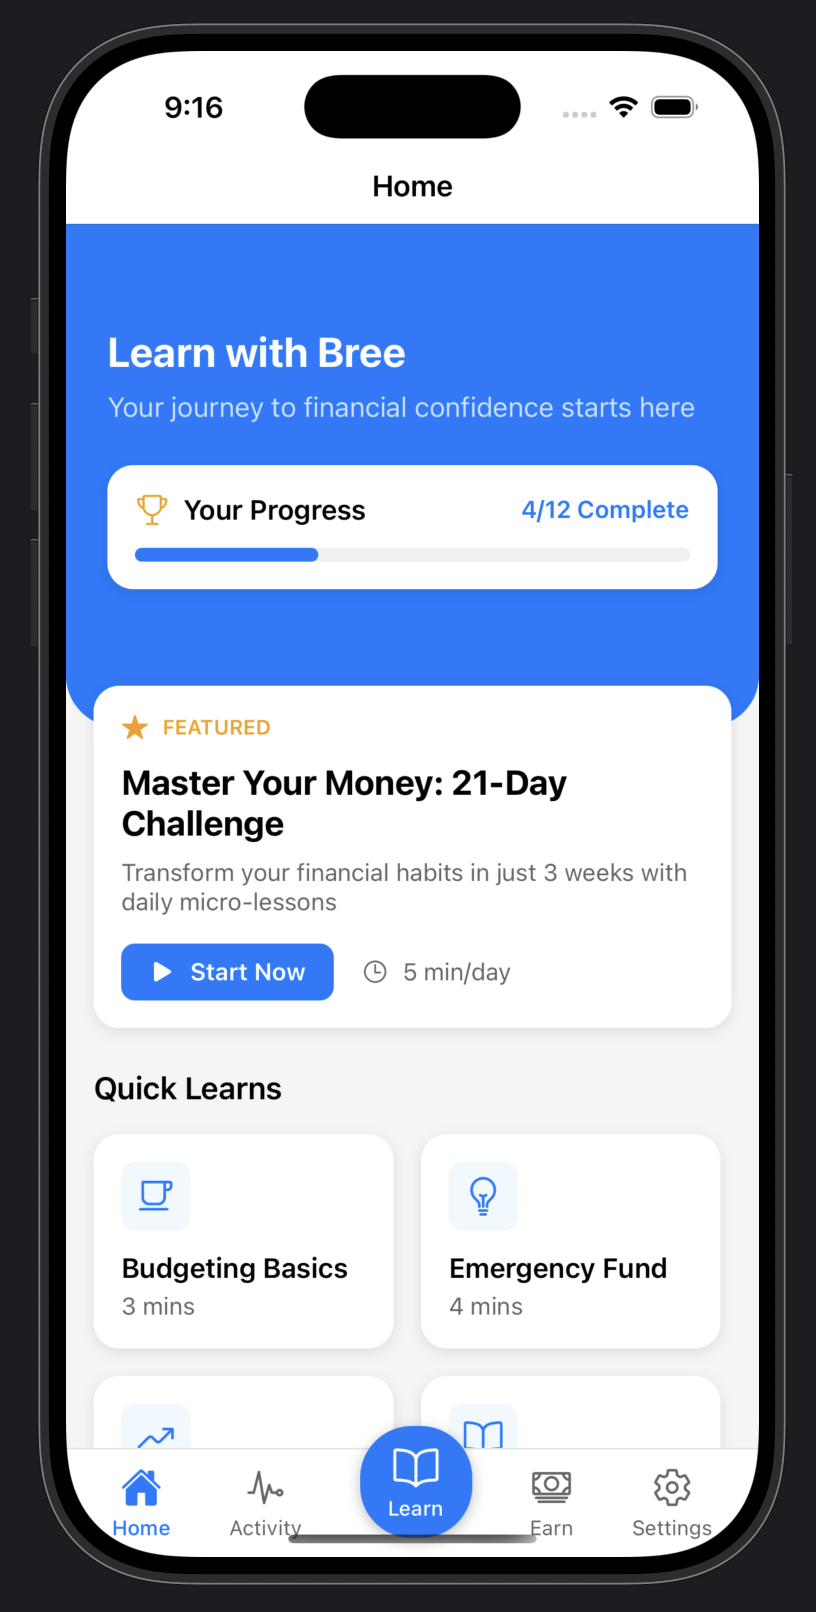 9:16
Home
Learn with Bree
Your journey to financial confidence starts here
Your Progress
4/12 Complete
FEATURED
Master Your Money: 21-Day
Challenge
Transform your financial habits in just 3 weeks with
daily micro-lessons
Start Now
5 min/day
Quick Learns
Budgeting Basics
3 mins
Emergency Fund
4 mins
Home
Activity
Learn
Earn
Settings